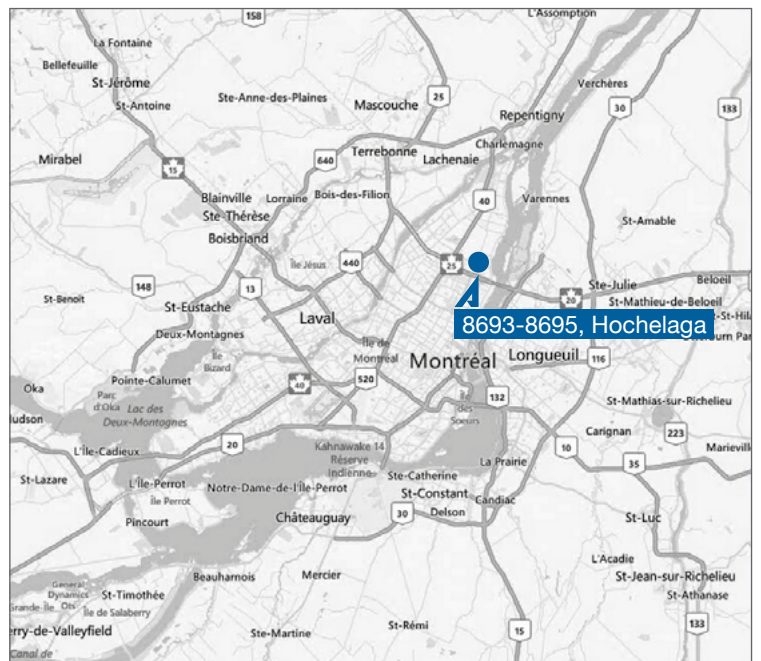 158
L'Assomption
La Fontaine
Bellefeuille
St-Jérôme
St-Antoine
Ste-Anne-des-Plaines
Mascouche
25
Verchères
30
133
Repentigny
Charlemagne
Mirabel
15
640
Terrebonne
Lachenaie
Blainville
Lorraine
Bois-des-Filion
40
Varennes
Ste-Thérèse
Boisbriand
St-Amable
Île Jésus
440
25
Beloeil
St-Benoit
148
13
Ste-Julie
20
St-Mathieu-de-Beloeil
St-Eustache
Laval
8693-8695, Hochelaga
Deux-Montagnes
Île de
Montréal
Île
Bizard
Montréal
Longueuil
116
Oka
Pointe-Calumet
40
520
Parc
d'Oka
Lac des
Deux-Montagnes
132
Île
des
Soeurs
St-Mathias-sur-Richelieu
Carignan
223
20
10
L'Île-Cadieux
Kahnawake 14
Réserve
Indienne
La Prairie
35
St-Lazare
L'Île-Perrot
Île Perrot
Notre-Dame-de-l'Île-Perrot
Ste-Catherine
St-Constant
Candiac
Pincourt
Châteauguay
30
Delson
St-Luc
L'Acadie
Beauharnois
Mercier
St-Jean-sur-Richelieu
General
Dynamics
Ots
St-Timothée
Île de Salaberry
St-Athanase
Ste-Martine
St-Rémi
15
133
Canal de